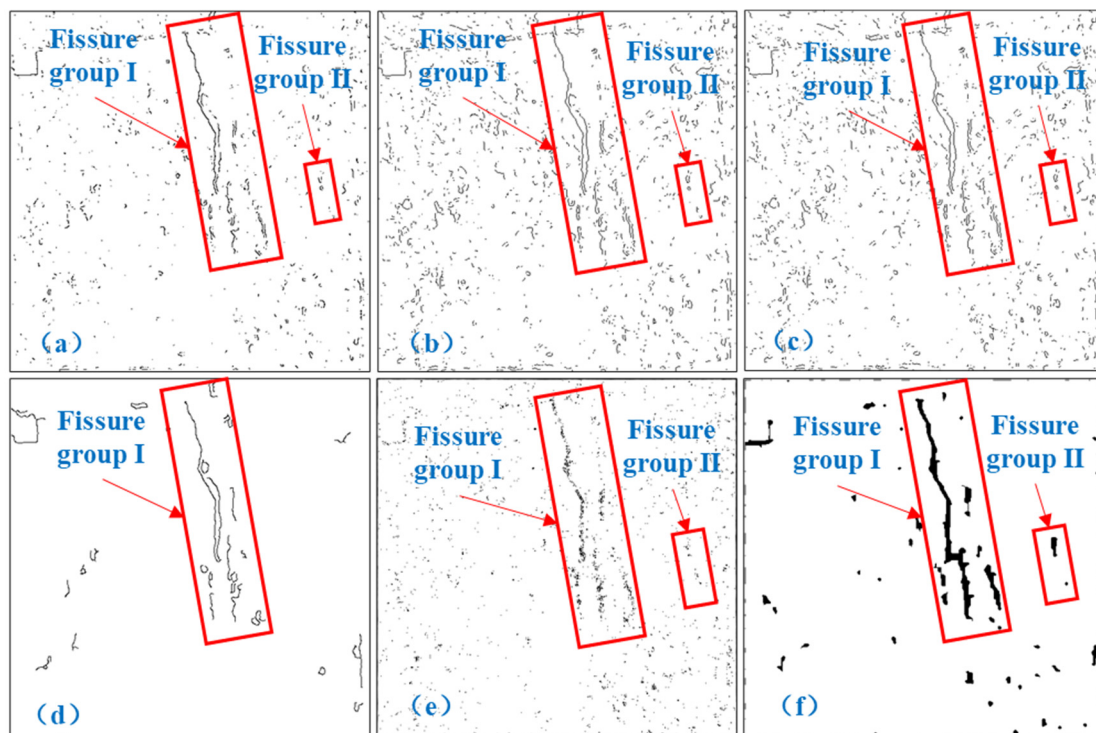 Fissure
group I
Fissure
group II
（a）
Fissure
group I
Fissure
group II
（b）
Fissure
group I
Fissure
group II
（c）
Fissure
group I
（d）
Fissure
group I
Fissure
group II
（e）
Fissure
group I
Fissure
group II
（f）